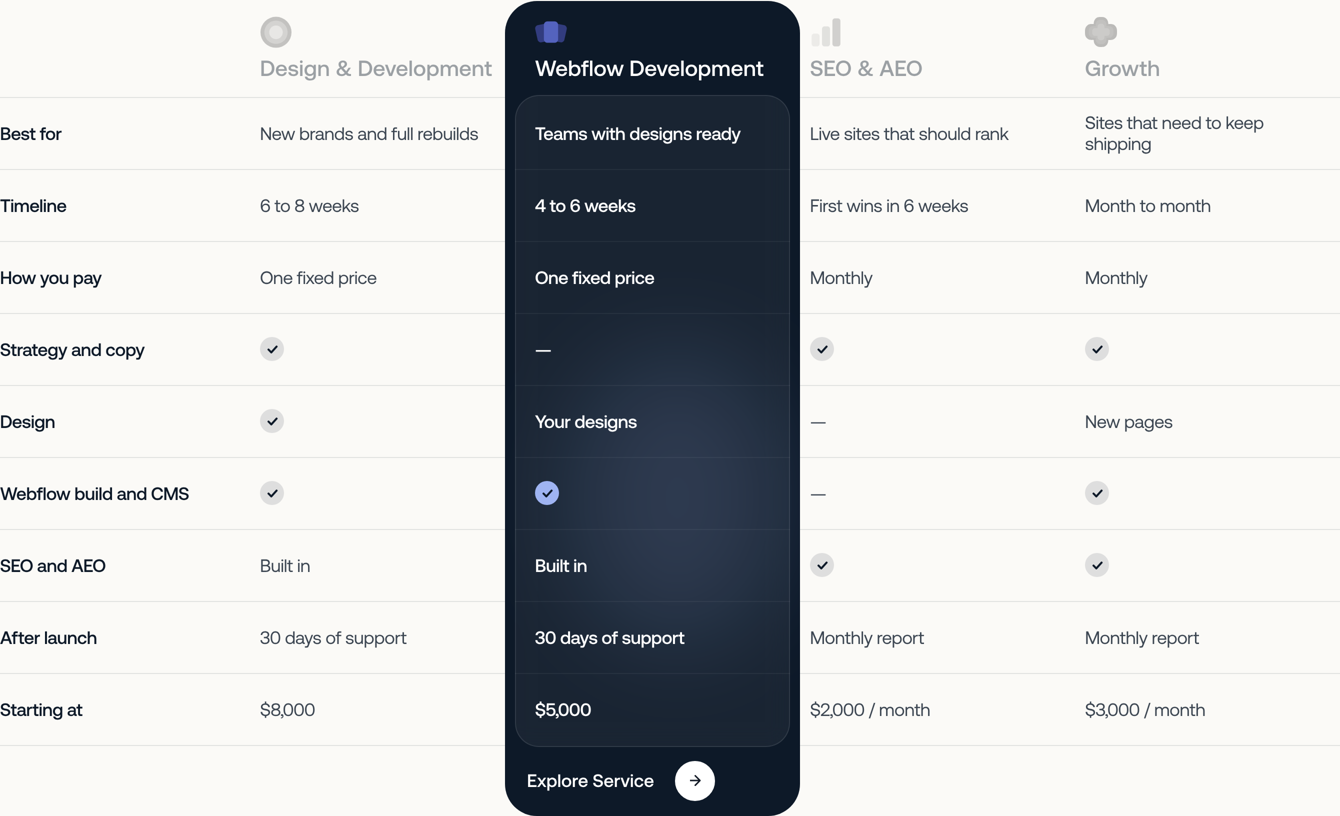 Design & Development Webflow Development SEO & AEO Growth
Best for New brands and full rebuilds Teams with designs ready Live sites that should rank Sites that need to keep
shipping
Timeline 6 to 8 weeks 4 to 6 weeks First wins in 6 weeks Month to month
How you pay One fixed price One fixed price Monthly Monthly
Strategy and copy —
Design Your designs — New pages
Webflow build and CMS —
SEO and AEO Built in Built in
After launch 30 days of support 30 days of support Monthly report Monthly report
Starting at $8,000 $5,000 $2,000 / month $3,000 / month
Explore Service